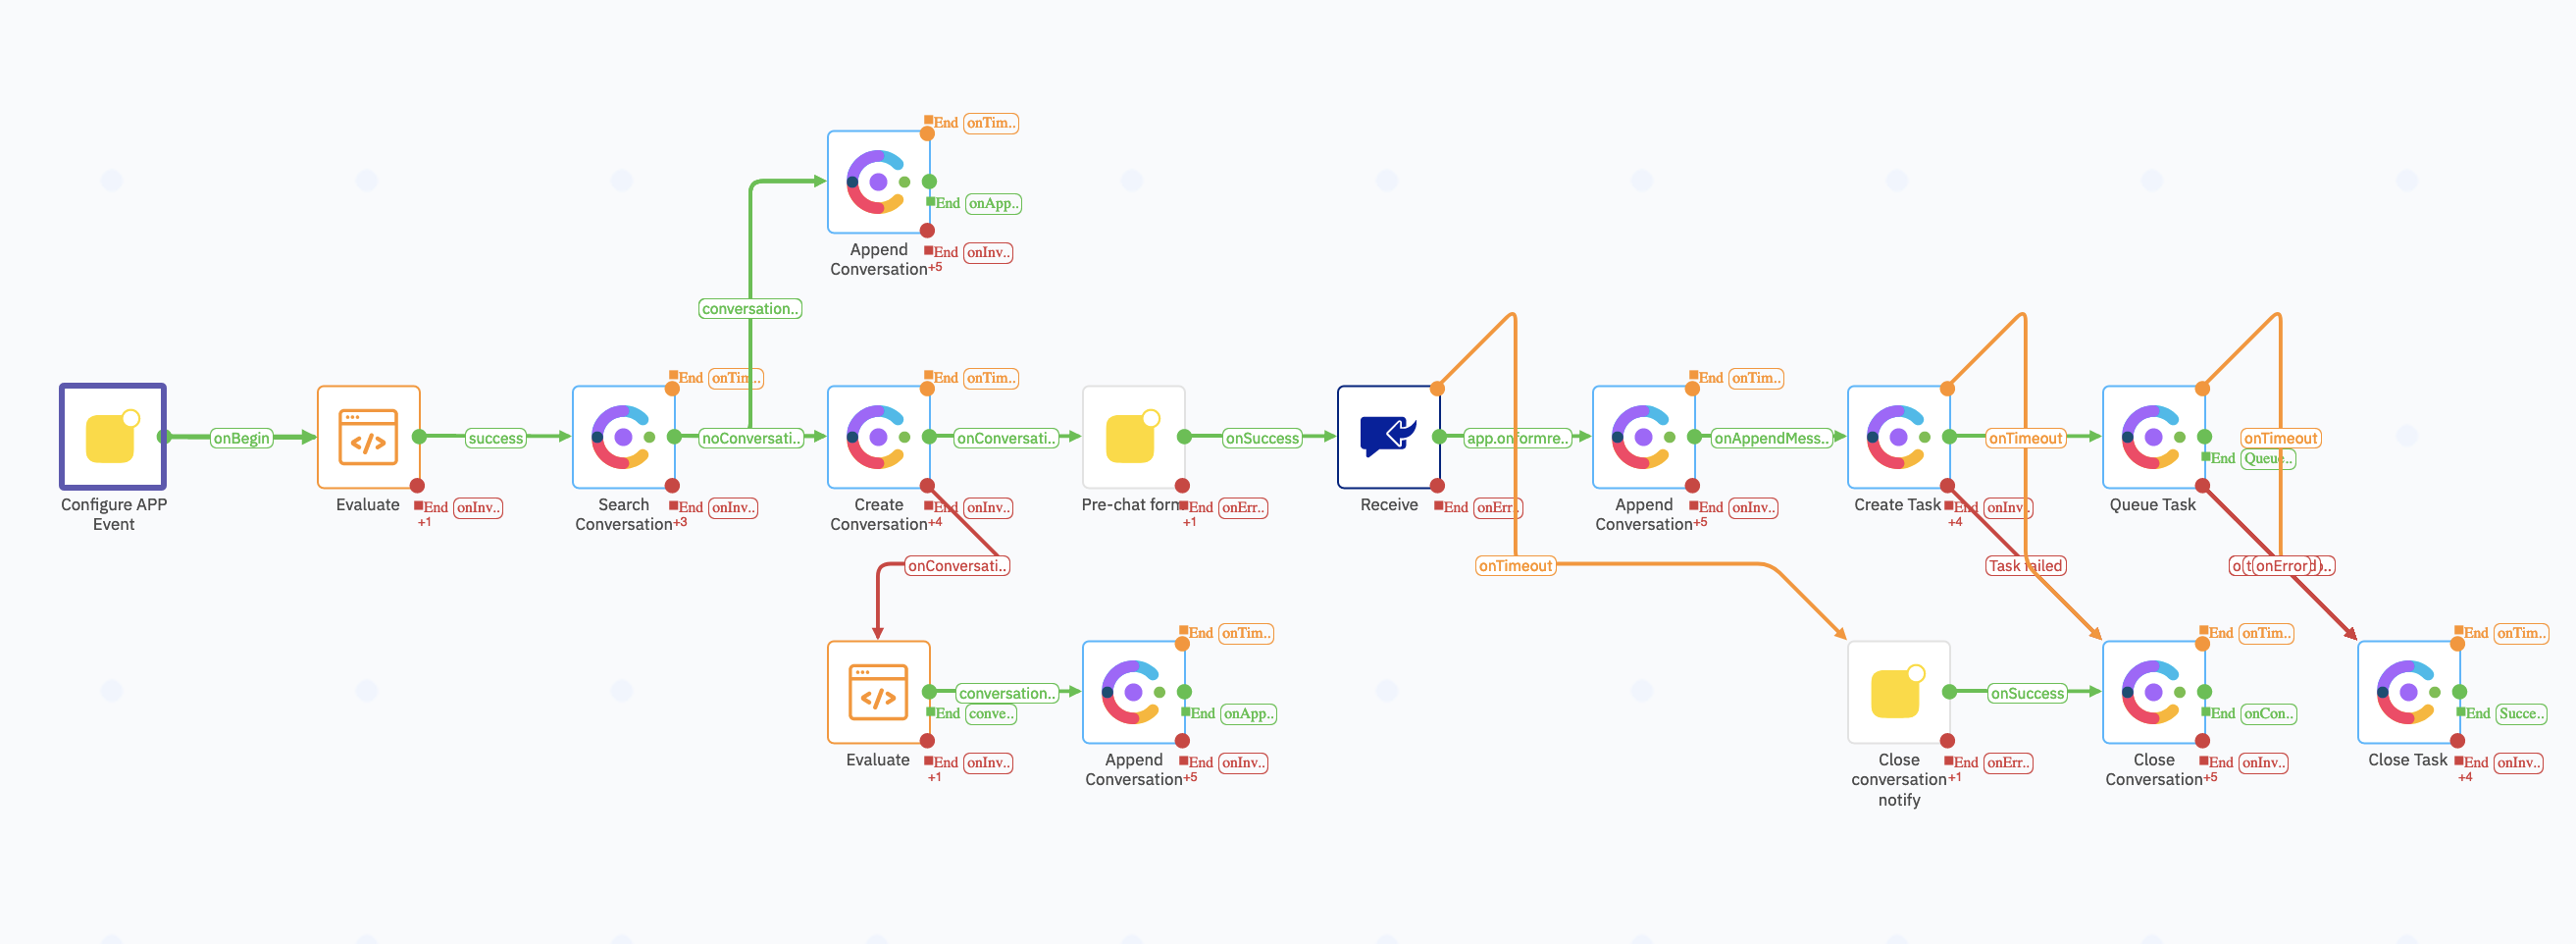 End onTim..
End onApp..
End onInv..
+5
Append
Conversation
conversation..
Configure APP
Event
onBegin
Evaluate
End onInv..
+1
success
Search
Conversation
End onTim..
End onInv..
+3
noConversati..
Create
Conversation
End onTim..
End onInv..
+4
onConversati..
Pre-chat form
End onErr..
+1
onSuccess
Receive
End onErr..
app.onformre..
Append
Conversation
End onTim..
End onInv..
+5
onAppendMess..
Create Task
End onInv..
+4
onTimeout
Queue Task
onTimeout
End Queue..
onConversati..
onTimeout
Task failed
onError
Evaluate
conversation..
End conve..
End onInv..
+1
Append
Conversation
End onTim..
End onApp..
End onInv..
+5
Close
conversation
notify
End onErr..
+1
onSuccess
Close
Conversation
End onTim..
End onCon..
End onInv..
+5
Close Task
End onTim..
End Succe..
End onInv..
+4